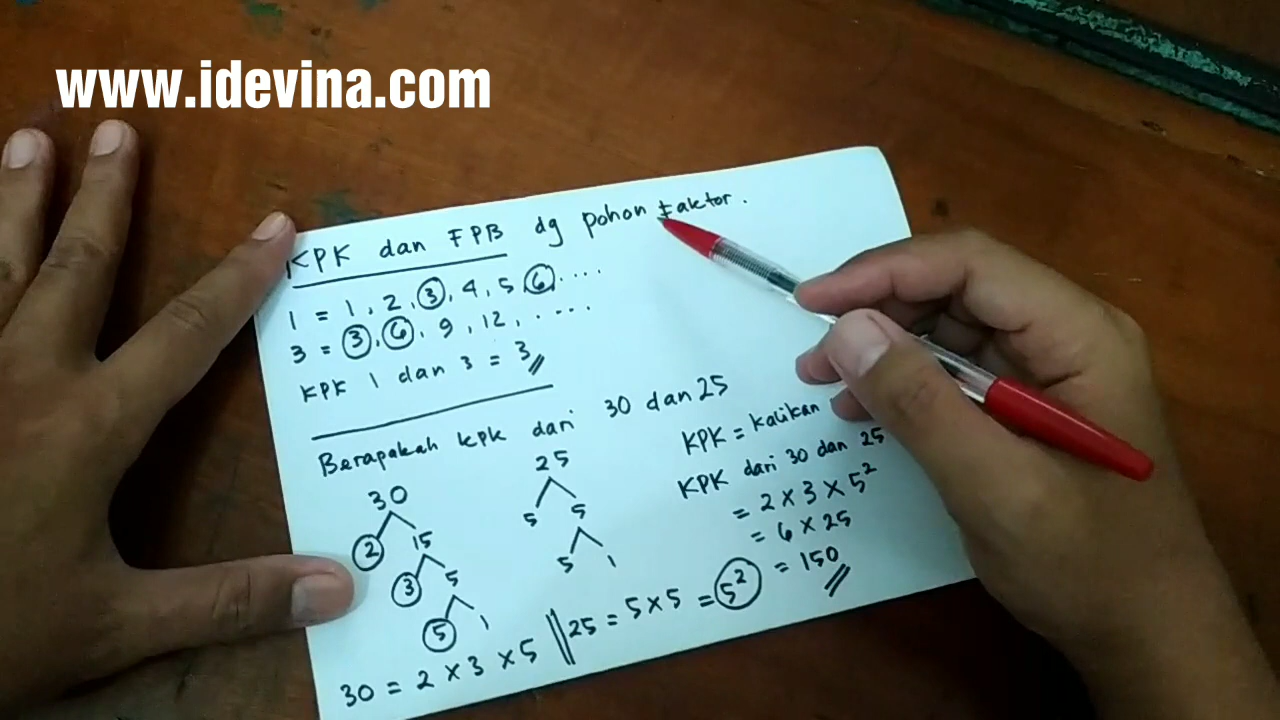 www.idevina.com
KPK dan FPB dg pohon Faktor.
1 = 1, 2, 3, 4, 5, 6, ....
3 = 3, 6, 9, 12, ....
KPK 1 dan 3 = 3
Berapakah kpk dari 30 dan 25
30
2 15
3 5
5 1
25
5 5
5 1
30 = 2 x 3 x 5 || 25 = 5 x 5 = 5²
KPK = kalikan
KPK dari 30 dan 25
= 2 x 3 x 5²
= 6 x 25
= 150